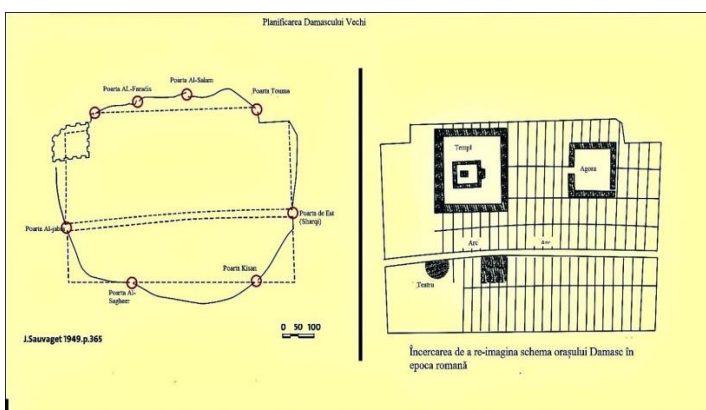 Planificarea Damascului Vechi
Poarta Al-Salam
Poarta AL-Feradis
Poarta Touma
Poarta Al-jabia
Poarta de Est
(Sharqi)
Poarta Kisan
Poarta Al-
Sagheer
J.Sauvaget 1949.p.365
0 50 100
Templ
Agora
Arc
Arc
Teatru
Încercarea de a re-imagina schema orașului Damasc în
epoca romană